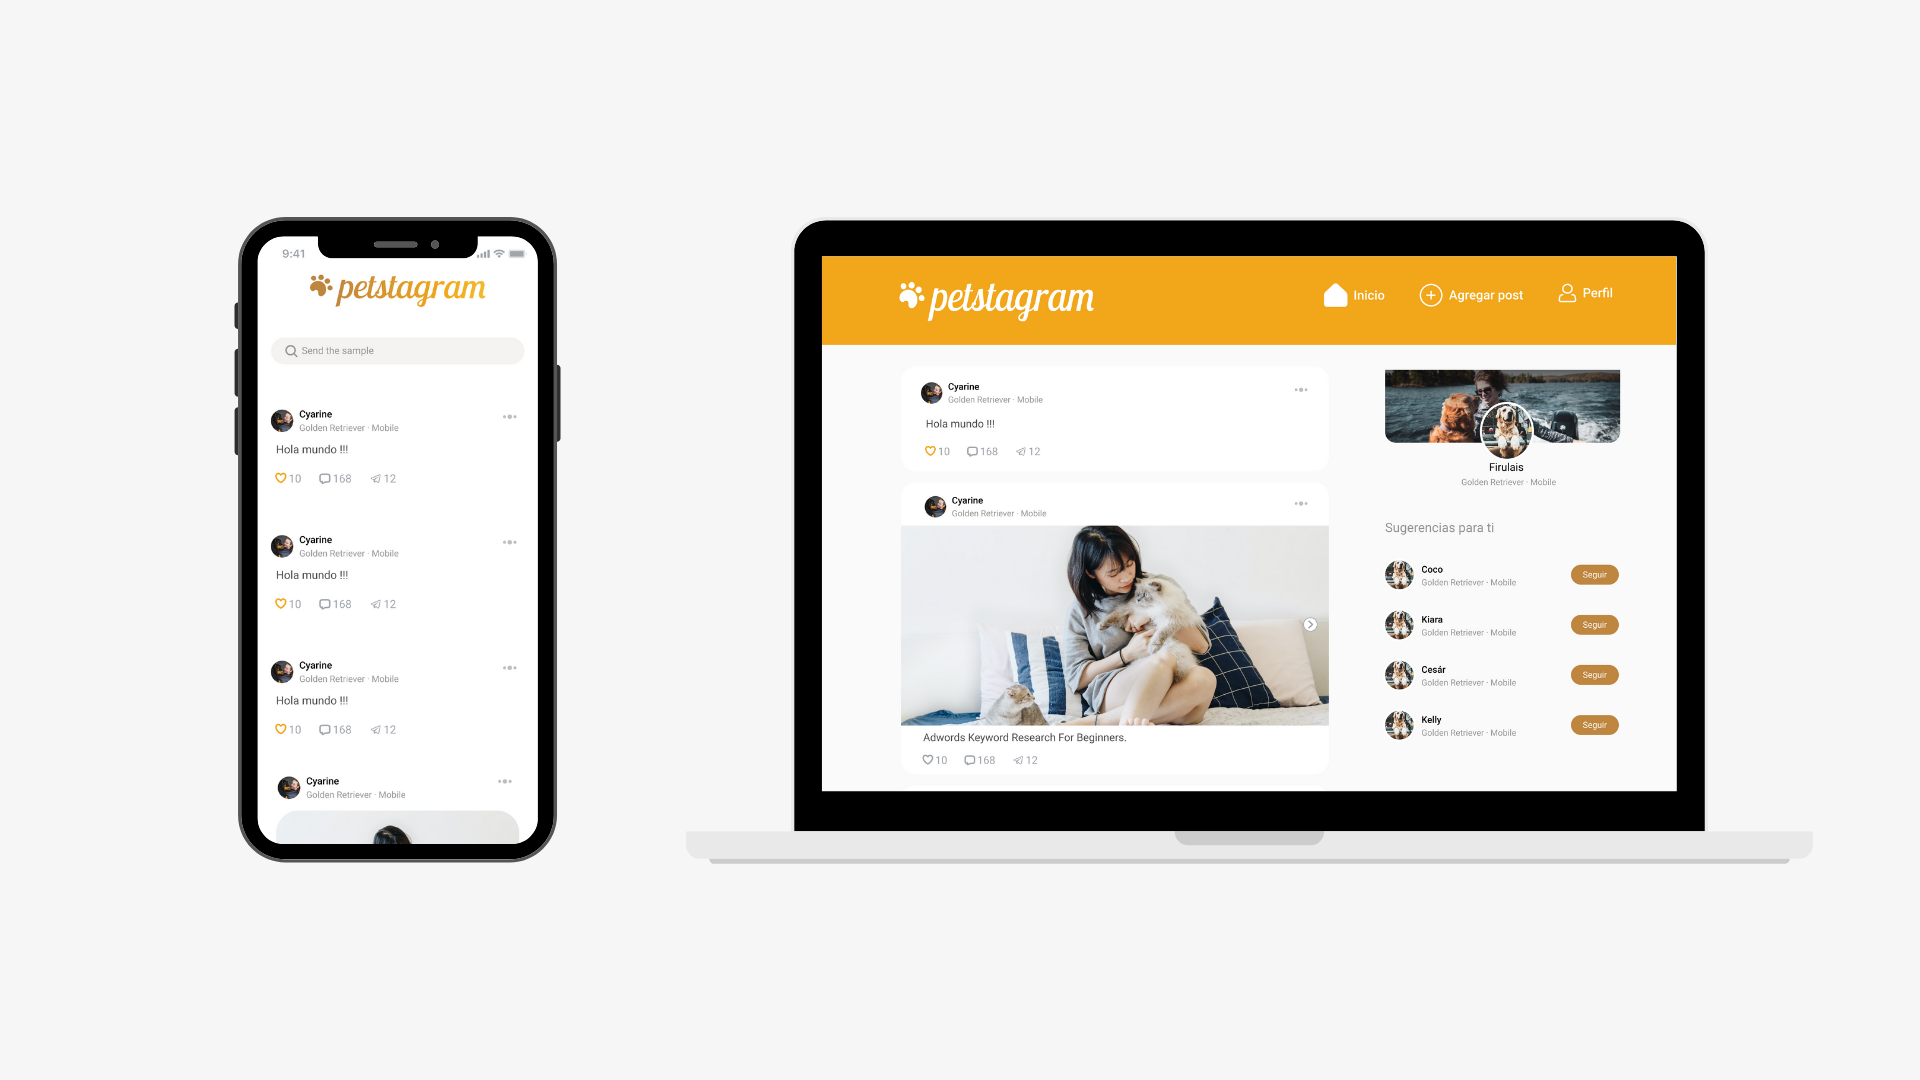 9:41
petstagram
Send the sample
Cyarine
Golden Retriever · Mobile
Hola mundo !!!
10 168 12
Cyarine
Golden Retriever · Mobile
Hola mundo !!!
10 168 12
Cyarine
Golden Retriever · Mobile
Hola mundo !!!
10 168 12
Cyarine
Golden Retriever · Mobile
petstagram
Inicio Agregar post Perfil
Cyarine
Golden Retriever · Mobile
Hola mundo !!!
10 168 12
Cyarine
Golden Retriever · Mobile
Adwords Keyword Research For Beginners.
10 168 12
Firulais
Golden Retriever · Mobile
Sugerencias para ti
Coco
Golden Retriever · Mobile
Seguir
Kiara
Golden Retriever · Mobile
Seguir
Cesár
Golden Retriever · Mobile
Seguir
Kelly
Golden Retriever · Mobile
Seguir